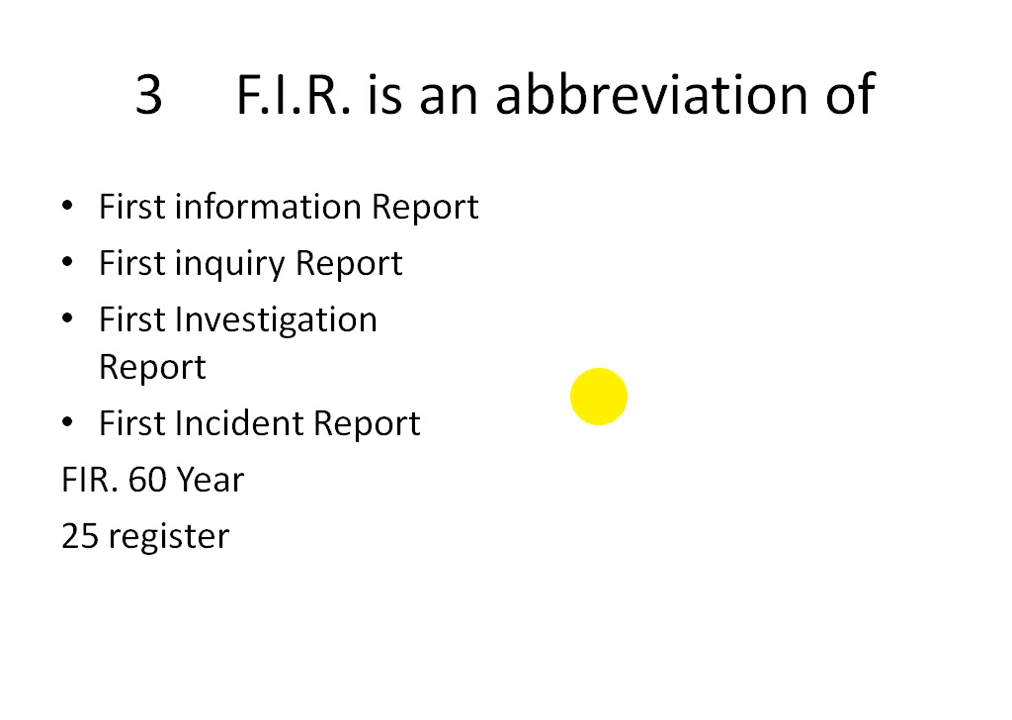 3 F.I.R. is an abbreviation of
• First information Report
• First inquiry Report
• First Investigation
Report
• First Incident Report
FIR. 60 Year
25 register